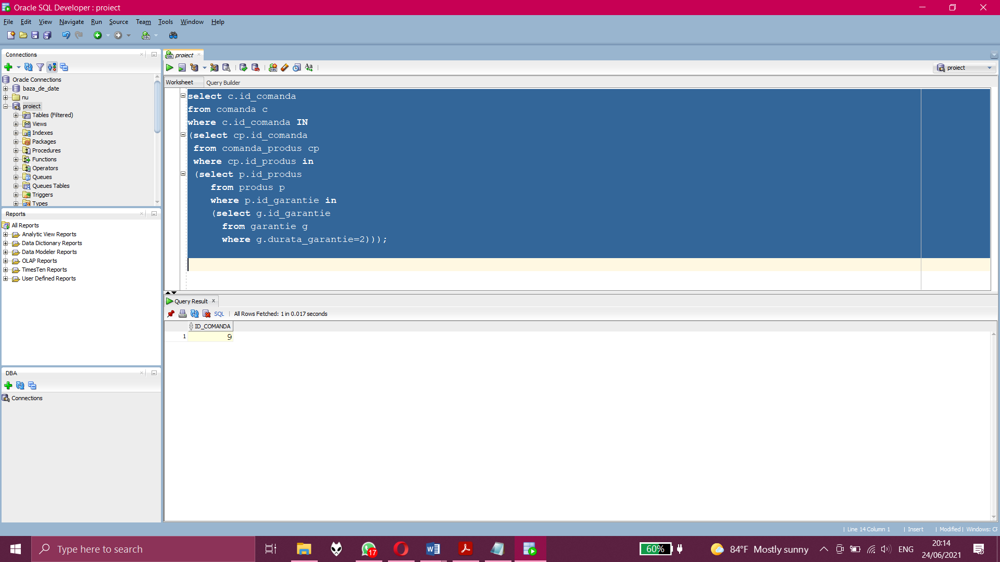 Oracle SQL Developer : proiect
File Edit View Navigate Run Source Team Tools Window Help
Connections
Oracle Connections
baza_de_date
nu
proiect
Tables (Filtered)
Views
Indexes
Packages
Procedures
Functions
Operators
Queues
Queues Tables
Triggers
Types
Reports
All Reports
Analytic View Reports
Data Dictionary Reports
Data Modeler Reports
OLAP Reports
TimesTen Reports
User Defined Reports
DBA
Connections
proiect
proiect
Worksheet Query Builder
select c.id_comanda
from comanda c
where c.id_comanda IN
(select cp.id_comanda
from comanda_produs cp
where cp.id_produs in
(select p.id_produs
from produs p
where p.id_garantie in
(select g.id_garantie
from garantie g
where g.durata_garantie=2)));
Query Result x
SQL | All Rows Fetched: 1 in 0.017 seconds
ID_COMANDA
1 9
| Line 14 Column 1 | Insert | Modified | Windows: CF
Type here to search
17
60%
84°F Mostly sunny
ENG
20:14
24/06/2021